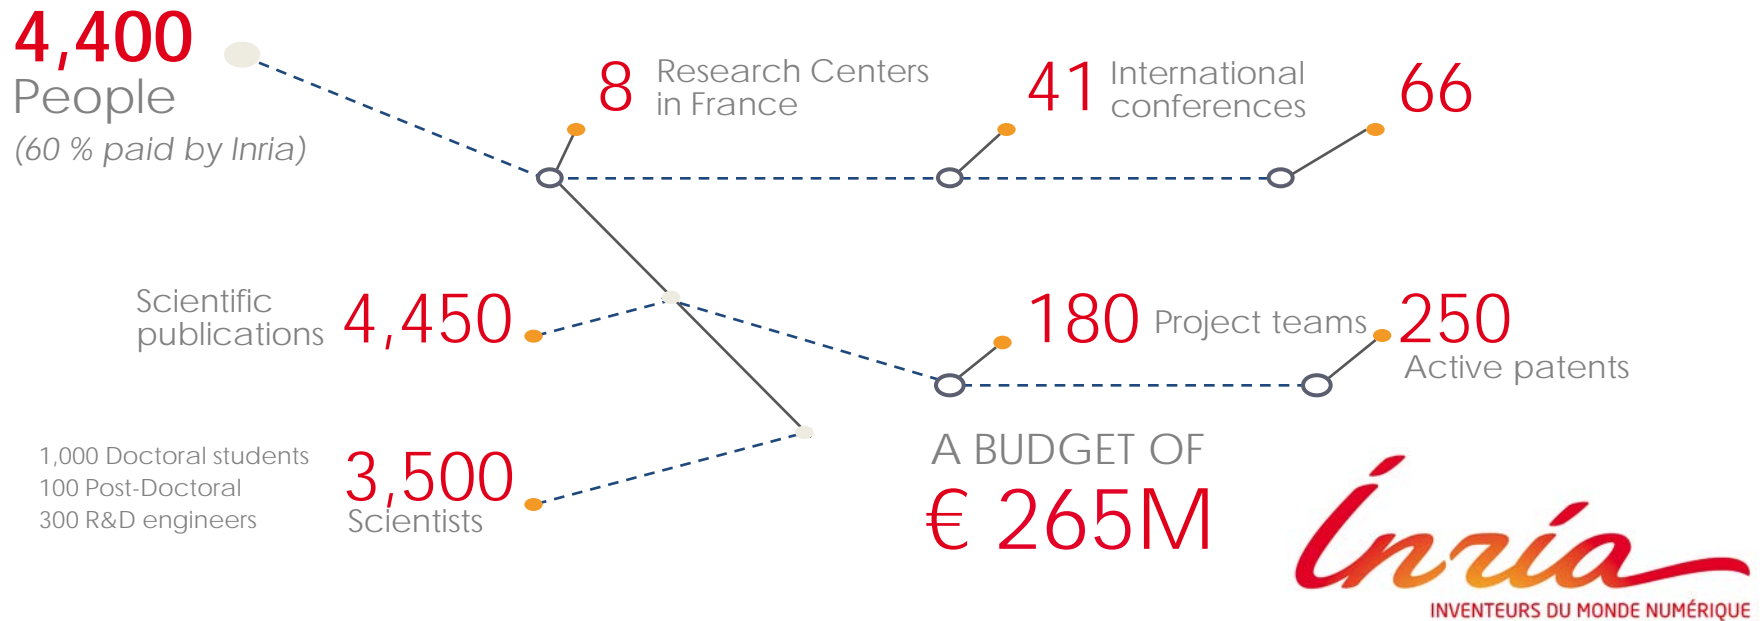 4,400
People
(60 % paid by Inria)
8 Research Centers
in France
41 International
conferences
66
Scientific
publications
4,450
180 Project teams
250
Active patents
1,000 Doctoral students
100 Post-Doctoral
300 R&D engineers
3,500
Scientists
A BUDGET OF
€ 265M
Inria
INVENTEURS DU MONDE NUMÉRIQUE